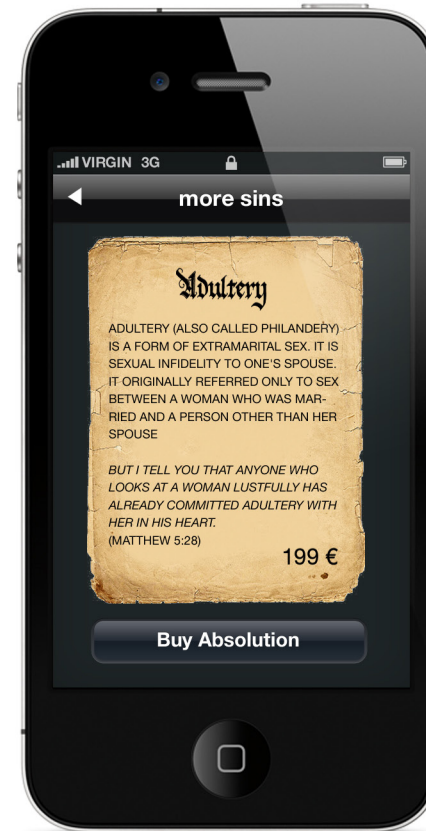 VIRGIN 3G
more sins
Adultery
ADULTERY (ALSO CALLED PHILANDERY)
IS A FORM OF EXTRAMARITAL SEX. IT IS
SEXUAL INFIDELITY TO ONE'S SPOUSE.
IT ORIGINALLY REFERRED ONLY TO SEX
BETWEEN A WOMAN WHO WAS MAR-
RIED AND A PERSON OTHER THAN HER
SPOUSE
BUT I TELL YOU THAT ANYONE WHO
LOOKS AT A WOMAN LUSTFULLY HAS
ALREADY COMMITTED ADULTERY WITH
HER IN HIS HEART.
(MATTHEW 5:28)
199 €
Buy Absolution